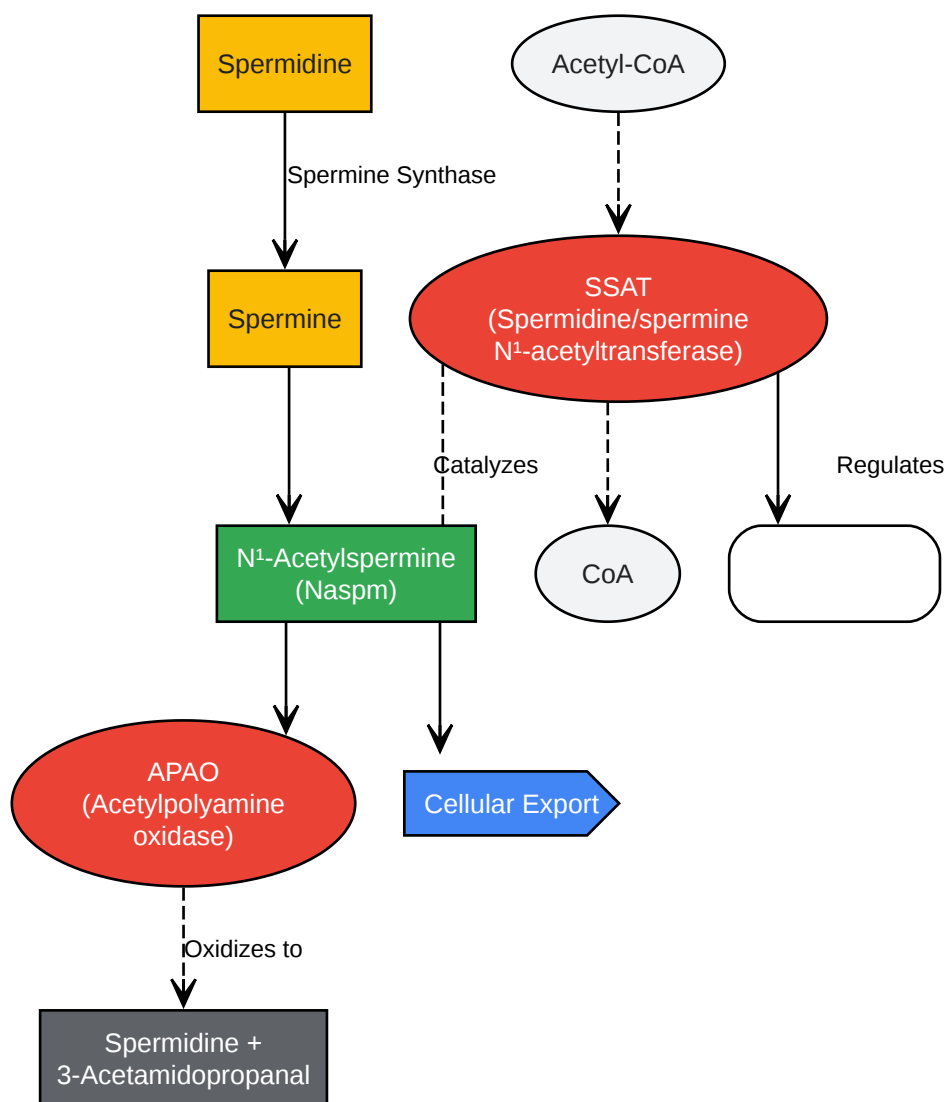 Spermidine
Acetyl-CoA
Spermine Synthase
SSAT
(Spermidine/spermine
N¹-acetyltransferase)
Spermine
Catalyzes
Regulates
N¹-Acetylspermine
(Naspm)
CoA
APAO
(Acetylpolyamine
oxidase)
Cellular Export
Oxidizes to
Spermidine +
3-Acetamidopropanal